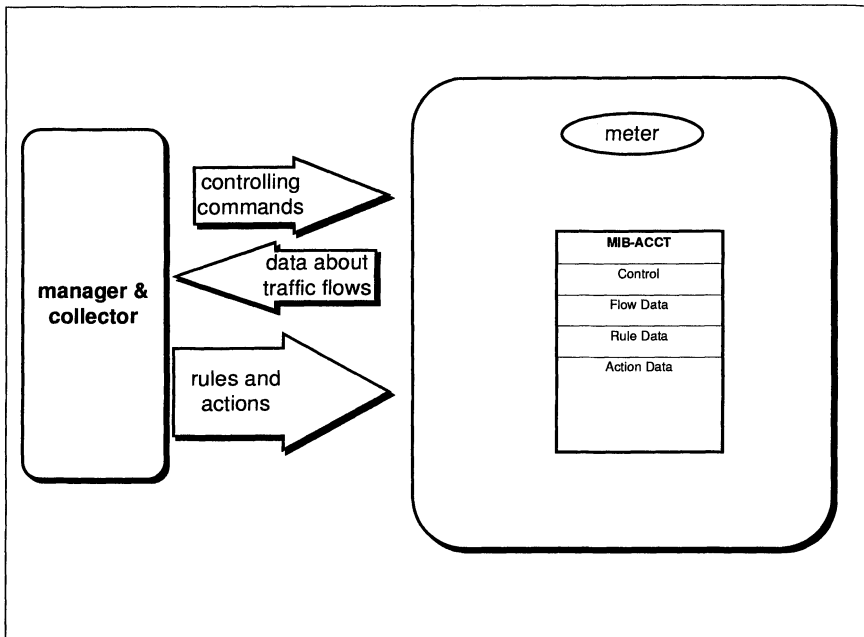 manager &
collector
controlling
commands
data about
traffic flows
rules and
actions
meter
MIB-ACCT
Control
Flow Data
Rule Data
Action Data